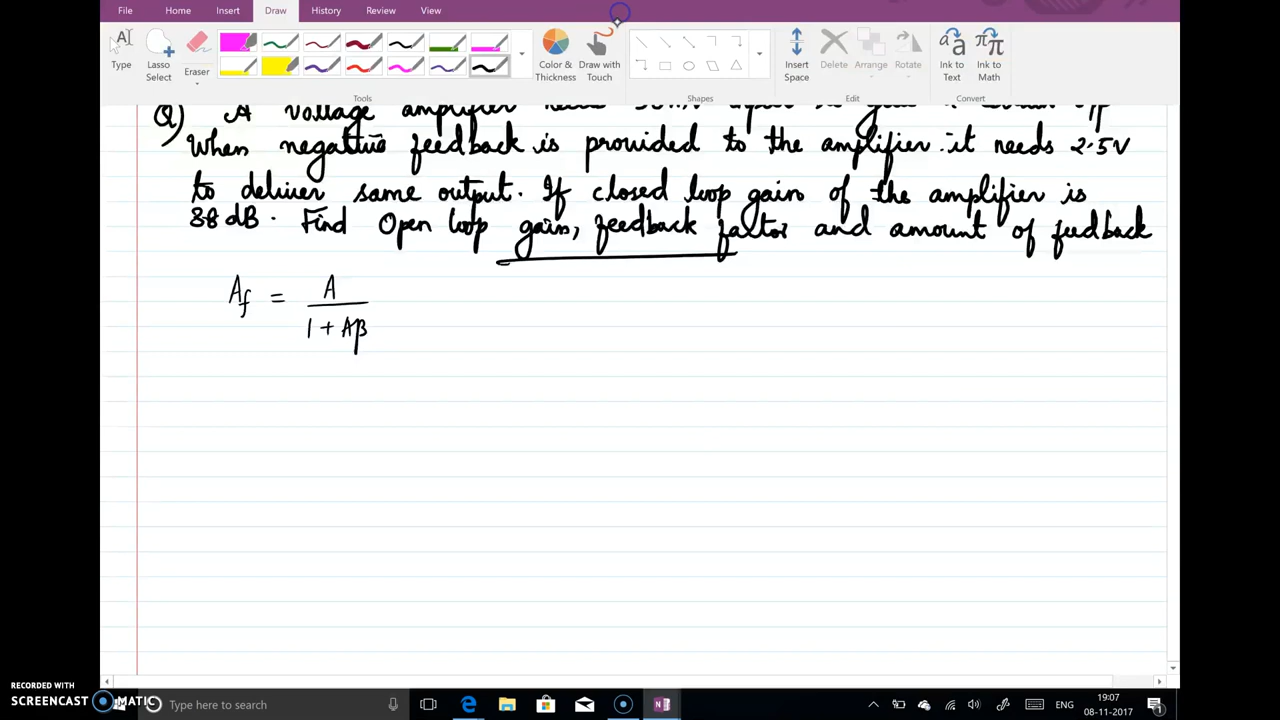 File Home Insert Draw History Review View
Type Lasso Select Eraser Color & Thickness Draw with Touch Insert Space Delete Arrange Rotate Ink to Text Ink to Math
Tools Shapes Edit Convert
Q) A voltage amplifier
When negative feedback is provided to the amplifier it needs 2.5V
to deliver same output. If closed loop gain of the amplifier is
38 dB. Find Open loop gain, feedback factor and amount of feedback
Af = A / 1 + Aβ
RECORDED WITH
SCREENCAST MATIC
Type here to search
ENG
19:07
08-11-2017